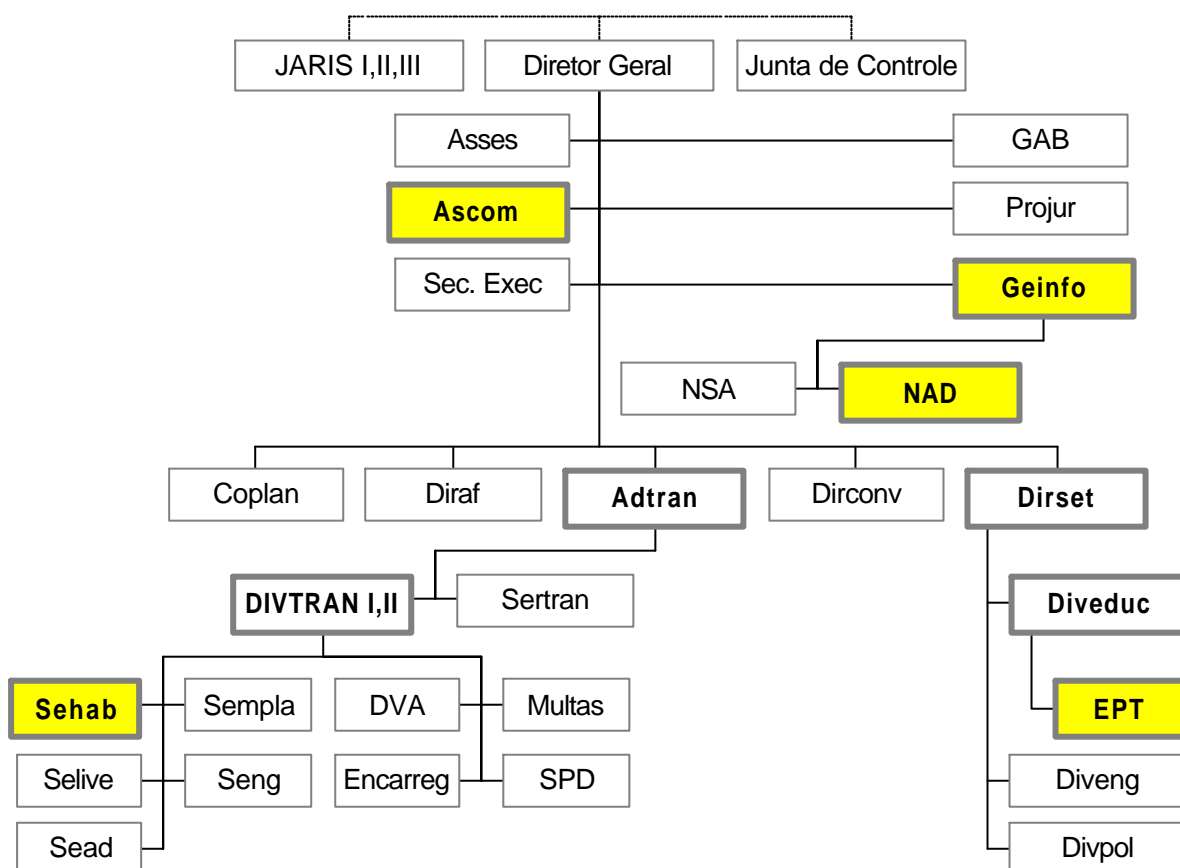 JARIS I,II,III
Diretor Geral
Junta de Controle
Asses
GAB
Ascom
Projur
Sec. Exec
Geinfo
NSA
NAD
Coplan
Diraf
Adtran
Dirconv
Dirset
DIVTRAN I,II
Sertran
Diveduc
Sehab
Sempla
DVA
Multas
EPT
Selive
Seng
Encarreg
SPD
Diveng
Sead
Divpol